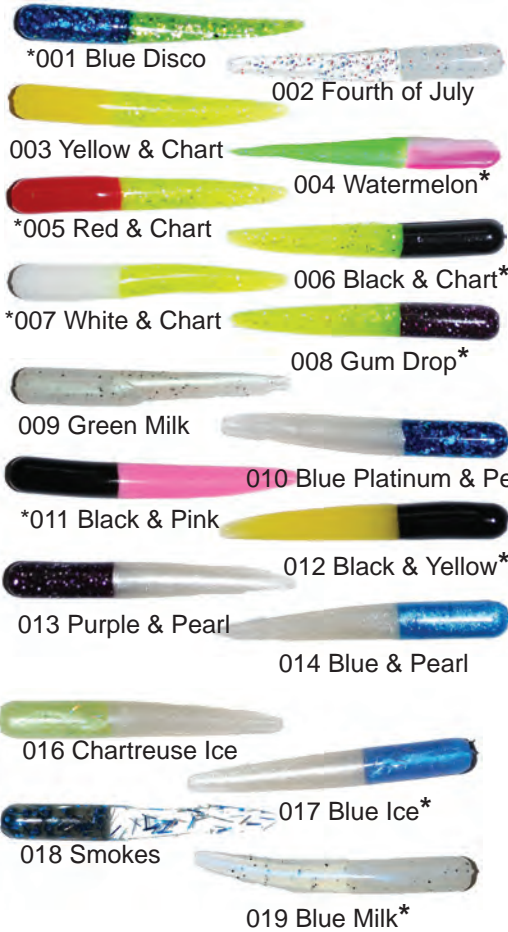 *001 Blue Disco
002 Fourth of July
003 Yellow & Chart
004 Watermelon*
*005 Red & Chart
006 Black & Chart*
*007 White & Chart
008 Gum Drop*
009 Green Milk
010 Blue Platinum & Pe
*011 Black & Pink
012 Black & Yellow*
013 Purple & Pearl
014 Blue & Pearl
016 Chartreuse Ice
017 Blue Ice*
018 Smokes
019 Blue Milk*